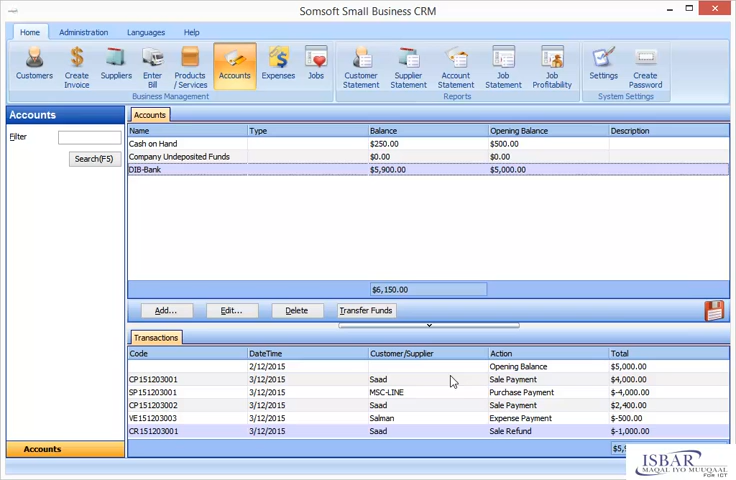 Somsoft Small Business CRM
Home Administration Languages Help
Customers Create Invoice Suppliers Enter Bill Products / Services Accounts Expenses Jobs Customer Statement Supplier Statement Account Statement Job Statement Job Profitability Settings Create Password
Business Management Reports System Settings
Accounts
Filter
Search(F5)
Accounts
Accounts
Name Type Balance Opening Balance Description
Cash on Hand $250.00 $500.00
Company Undeposited Funds $0.00 $0.00
DIB-Bank $5,900.00 $5,000.00
$6,150.00
Add... Edit... Delete Transfer Funds
Transactions
Code DateTime Customer/Supplier Action Total
2/12/2015 Opening Balance $5,000.00
CP151203001 3/12/2015 Saad Sale Payment $4,000.00
SP151203001 3/12/2015 MSC-LINE Purchase Payment $-4,000.00
CP151203002 3/12/2015 Saad Sale Payment $2,400.00
VE151203003 3/12/2015 Salman Expense Payment $-500.00
CR151203001 3/12/2015 Saad Sale Refund $-1,000.00
ISBAR
MAQAL IYO MUUQAAL
FOR ICT